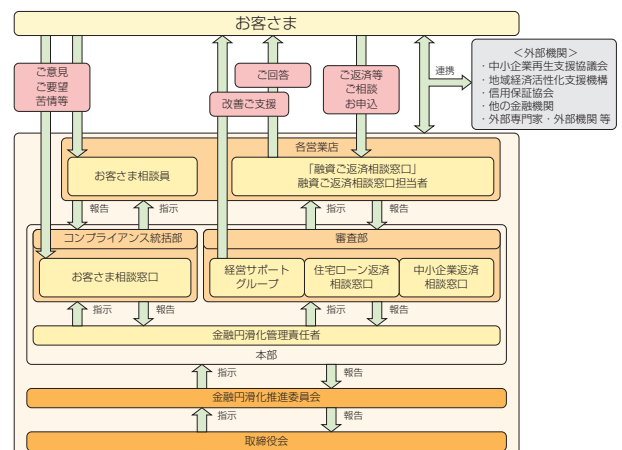 お客さま
ご意見
ご要望
苦情等
ご回答
改善ご支援
ご返済等
ご相談
お申込
連携
＜外部機関＞
・中小企業再生支援協議会
・地域経済活性化支援機構
・信用保証協会
・他の金融機関
・外部専門家・外部機関 等
各営業店
お客さま相談員
「融資ご返済相談窓口」
融資ご返済相談窓口担当者
報告
指示
指示
報告
コンプライアンス統括部
審査部
お客さま相談窓口
経営サポート
グループ
住宅ローン返済
相談窓口
中小企業返済
相談窓口
指示
報告
指示
報告
金融円滑化管理責任者
本部
指示
報告
金融円滑化推進委員会
指示
報告
取締役会